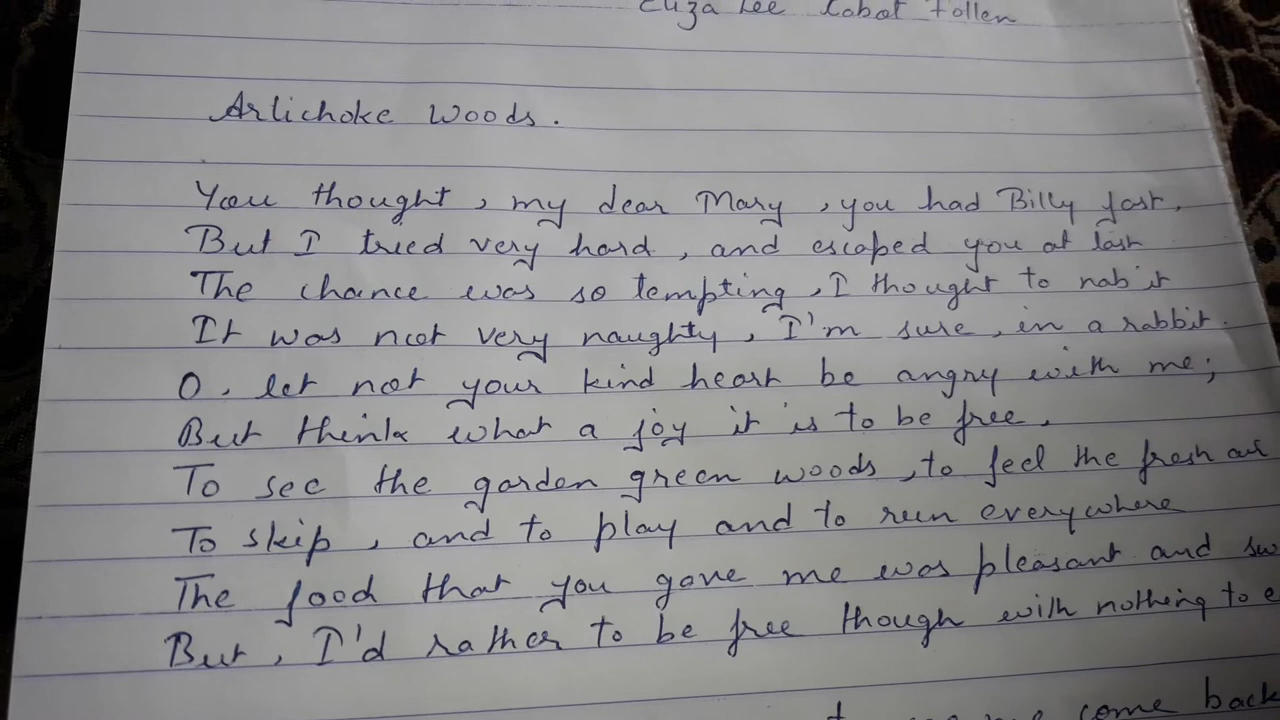 Eliza Lee Cabot Follen
Artichoke Woods.
You thought, my dear Mary, you had Billy fast,
But I tried very hard, and escaped you at last
The chance was so tempting, I thought to nab it
It was not very naughty, I'm sure, in a rabbit.
O, let not your kind heart be angry with me;
But think what a joy it is to be free.
To see the garden green woods, to feel the fresh air
To skip, and to play and to run everywhere
The food that you gave me was pleasant and sw
But, I'd rather to be free though with nothing to e
come back